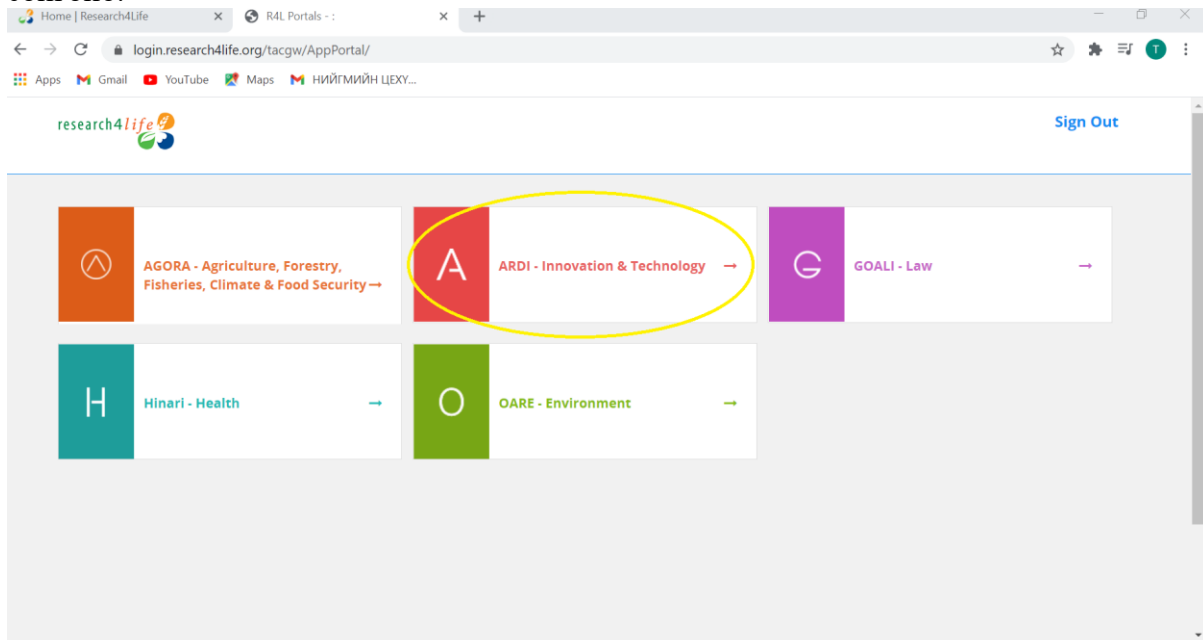 Home | Research4Life
R4L Portals - :
login.research4life.org/tacgw/AppPortal/
T
Apps
Gmail
YouTube
Maps
НИЙГМИЙН ЦЕХҮ...
research4life
Sign Out
AGORA - Agriculture, Forestry,
Fisheries, Climate & Food Security →
A
ARDI - Innovation & Technology →
G
GOALI - Law →
H
Hinari - Health →
O
OARE - Environment →